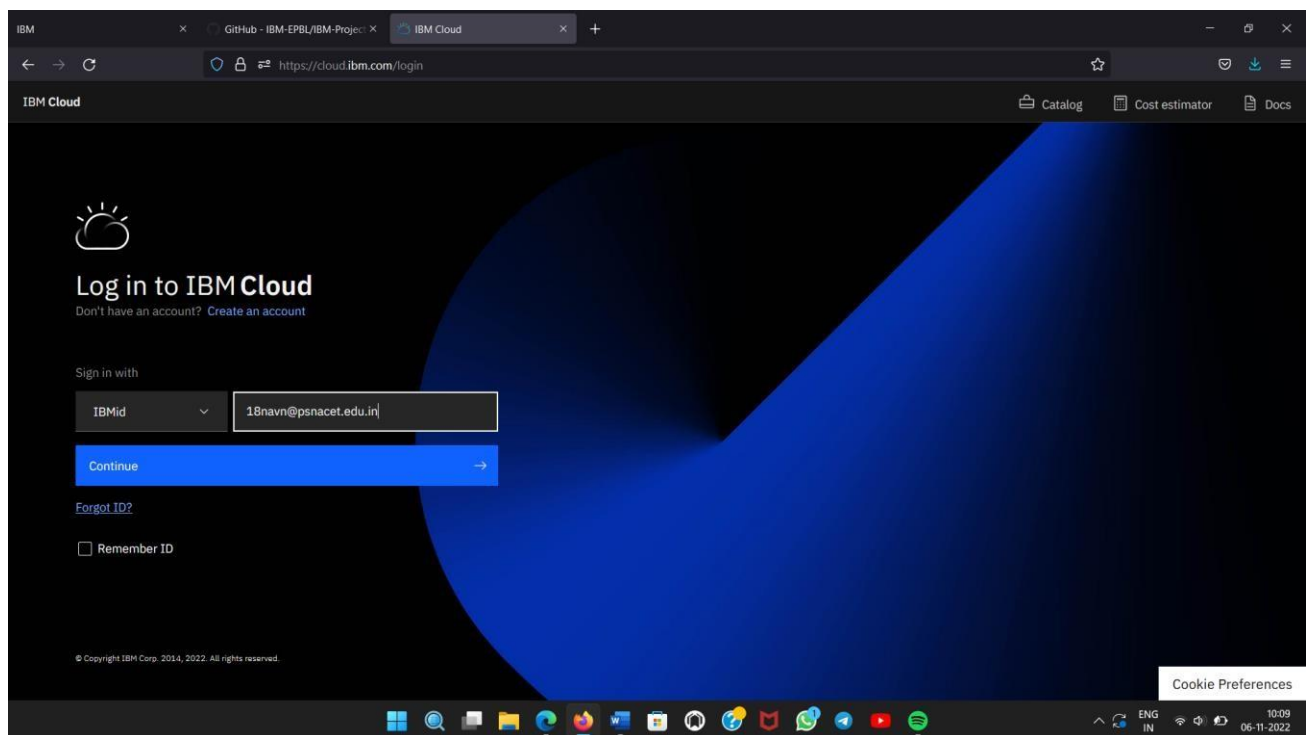 IBM
GitHub - IBM-EPBL/IBM-Project
IBM Cloud
https://cloud.ibm.com/login
IBM Cloud
Catalog
Cost estimator
Docs
Log in to IBM Cloud
Don't have an account? Create an account
Sign in with
IBMid
18navn@psnacet.edu.in
Continue
Forgot ID?
Remember ID
© Copyright IBM Corp. 2014, 2022. All rights reserved.
Cookie Preferences
ENG
IN
10:09
06-11-2022